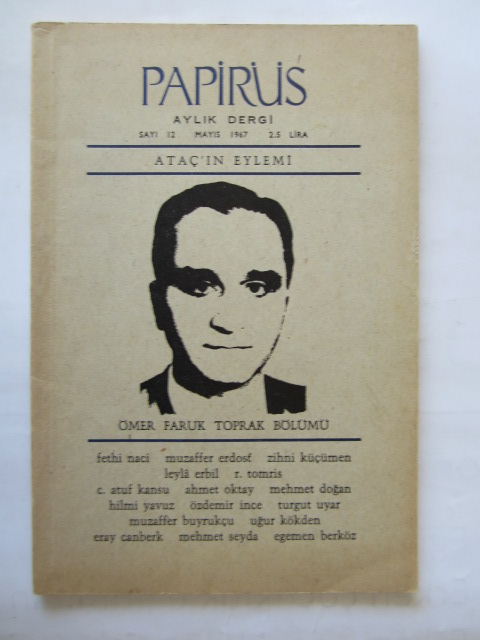 PAPİRÜS
AYLIK DERGİ
SAYI 12 MAYIS 1967 2.5 LİRA
ATAÇ'IN EYLEMİ
ÖMER FARUK TOPRAK BÖLÜMÜ
fethi naci muzaffer erdost zihni küçümen
leylâ erbil r. tomris
c. atuf kansu ahmet oktay mehmet doğan
hilmi yavuz özdemir ince turgut uyar
muzaffer buyrukçu uğur kökden
eray canberk mehmet seyda egemen berköz